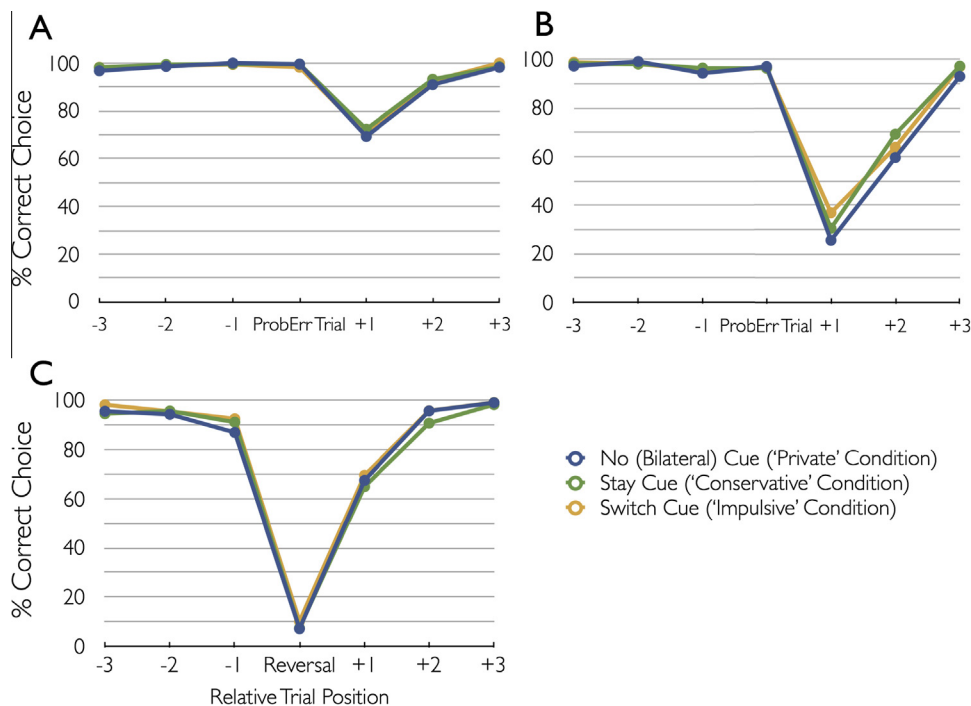 A
% Correct Choice
100
80
60
40
20
0
-3 -2 -1 ProbErr Trial +1 +2 +3
B
100
80
60
40
20
0
-3 -2 -1 ProbErr Trial +1 +2 +3
C
% Correct Choice
100
80
60
40
20
0
-3 -2 -1 Reversal +1 +2 +3
Relative Trial Position
No (Bilateral) Cue (‘Private’ Condition)
Stay Cue (‘Conservative’ Condition)
Switch Cue (‘Impulsive’ Condition)